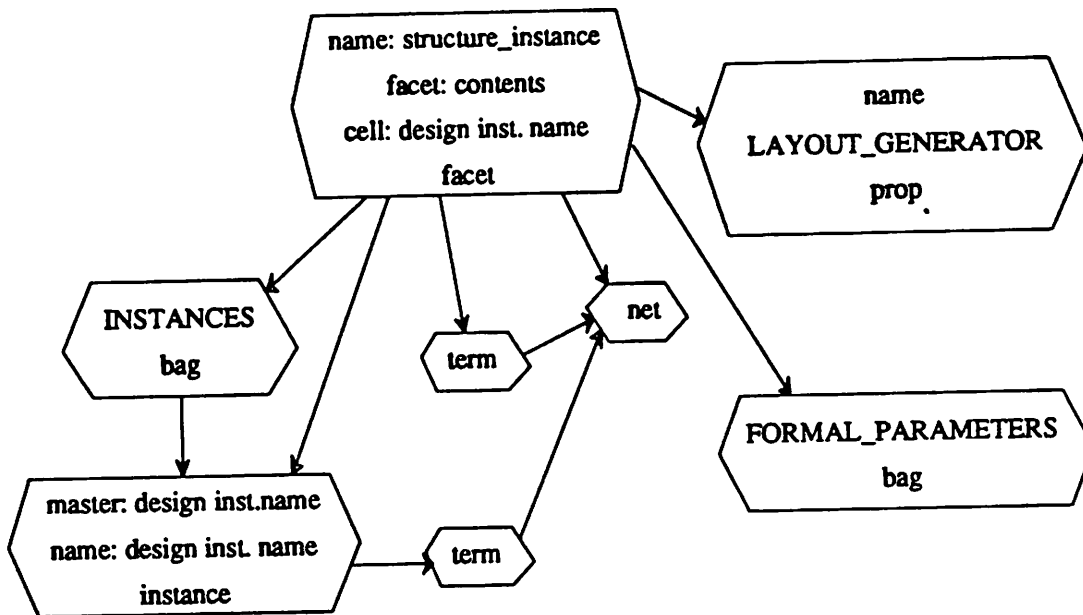 name: structure_instance
facet: contents
cell: design inst. name
facet
name
LAYOUT_GENERATOR
prop
INSTANCES
bag
term
net
FORMAL_PARAMETERS
bag
master: design inst.name
name: design inst. name
instance
term